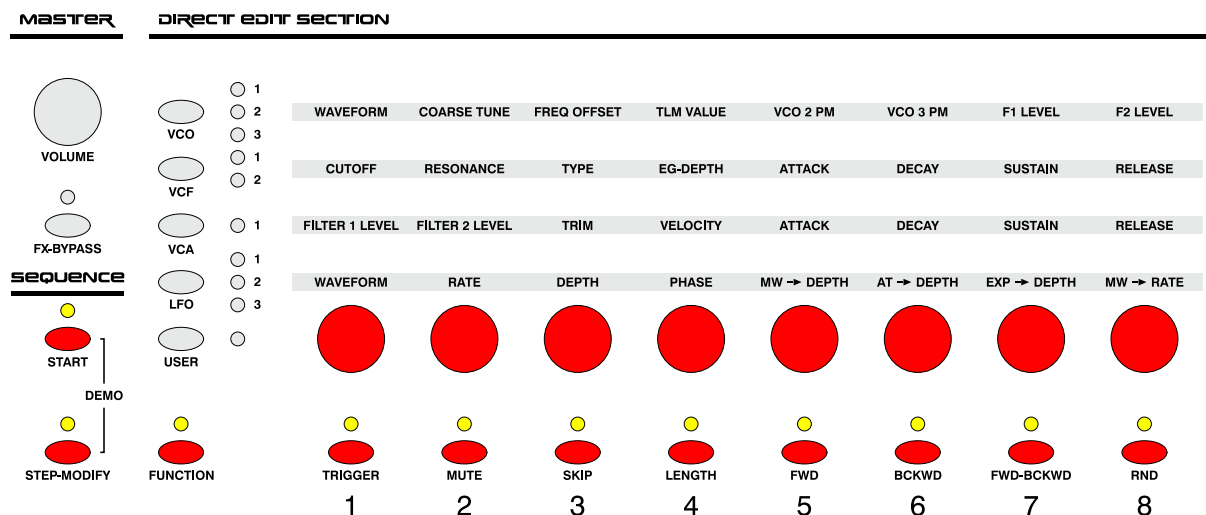 MASTER DIRECT EDIT SECTION
1
2 WAVEFORM COARSE TUNE FREQ OFFSET TLM VALUE VCO 2 PM VCO 3 PM F1 LEVEL F2 LEVEL
VCO 3
VOLUME 1
CUTOFF RESONANCE TYPE EG-DEPTH ATTACK DECAY SUSTAIN RELEASE
VCF 2
1 FİLTER 1 LEVEL FİLTER 2 LEVEL TRİM VELOCİTY ATTACK DECAY SUSTAİN RELEASE
FX-BYPASS VCA
1
SEQUENCE 2 WAVEFORM RATE DEPTH PHASE MW → DEPTH AT → DEPTH EXP → DEPTH MW → RATE
LFO 3
START USER
DEMO
STEP-MODIFY FUNCTION TRIGGER MUTE SKIP LENGTH FWD BCKWD FWD-BCKWD RND
1 2 3 4 5 6 7 8